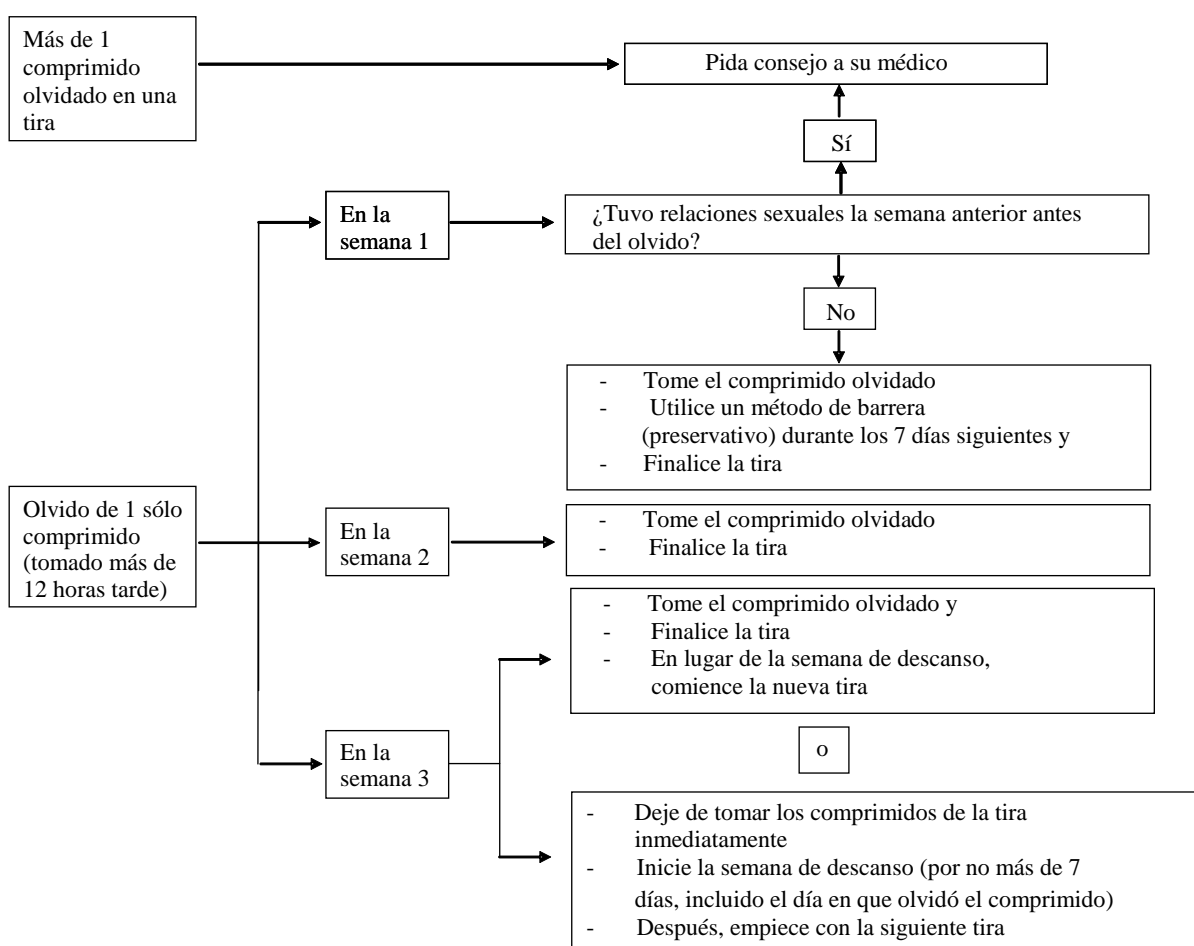 Más de 1
comprimido
olvidado en una
tira
Pida consejo a su médico
Sí
En la
semana 1
¿Tuvo relaciones sexuales la semana anterior antes
del olvido?
No
- Tome el comprimido olvidado
- Utilice un método de barrera
(preservativo) durante los 7 días siguientes y
- Finalice la tira
Olvido de 1 sólo
comprimido
(tomado más de
12 horas tarde)
En la
semana 2
- Tome el comprimido olvidado
- Finalice la tira
En la
semana 3
- Tome el comprimido olvidado y
- Finalice la tira
- En lugar de la semana de descanso,
comience la nueva tira
o
- Deje de tomar los comprimidos de la tira
inmediatamente
- Inicie la semana de descanso (por no más de 7
días, incluido el día en que olvidó el comprimido)
- Después, empiece con la siguiente tira